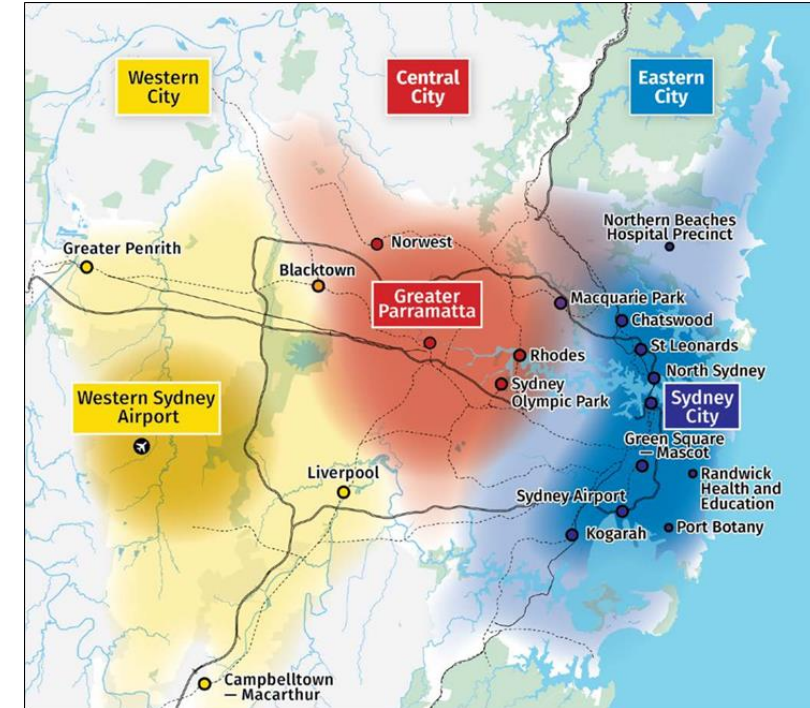 Western
City
Central
City
Eastern
City
Northern Beaches
Hospital Precinct
Norwest
Greater Penrith
Blacktown
Greater
Parramatta
Macquarie Park
Chatswood
St Leonards
Rhodes
North Sydney
Sydney
Olympic Park
Western Sydney
Airport
Sydney
City
Green Square
— Mascot
Liverpool
Randwick
Health and
Education
Sydney Airport
Port Botany
Kogarah
Campbelltown
— Macarthur